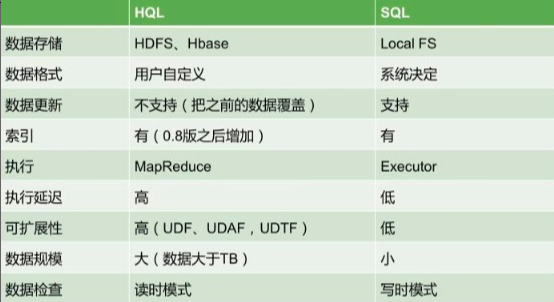 HQL SQL
数据存储 HDFS、Hbase Local FS
数据格式 用户自定义 系统决定
数据更新 不支持（把之前的数据覆盖） 支持
索引 有（0.8版之后增加） 有
执行 MapReduce Executor
执行延迟 高 低
可扩展性 高（UDF、UDAF，UDTF） 低
数据规模 大（数据大于TB） 小
数据检查 读时模式 写时模式